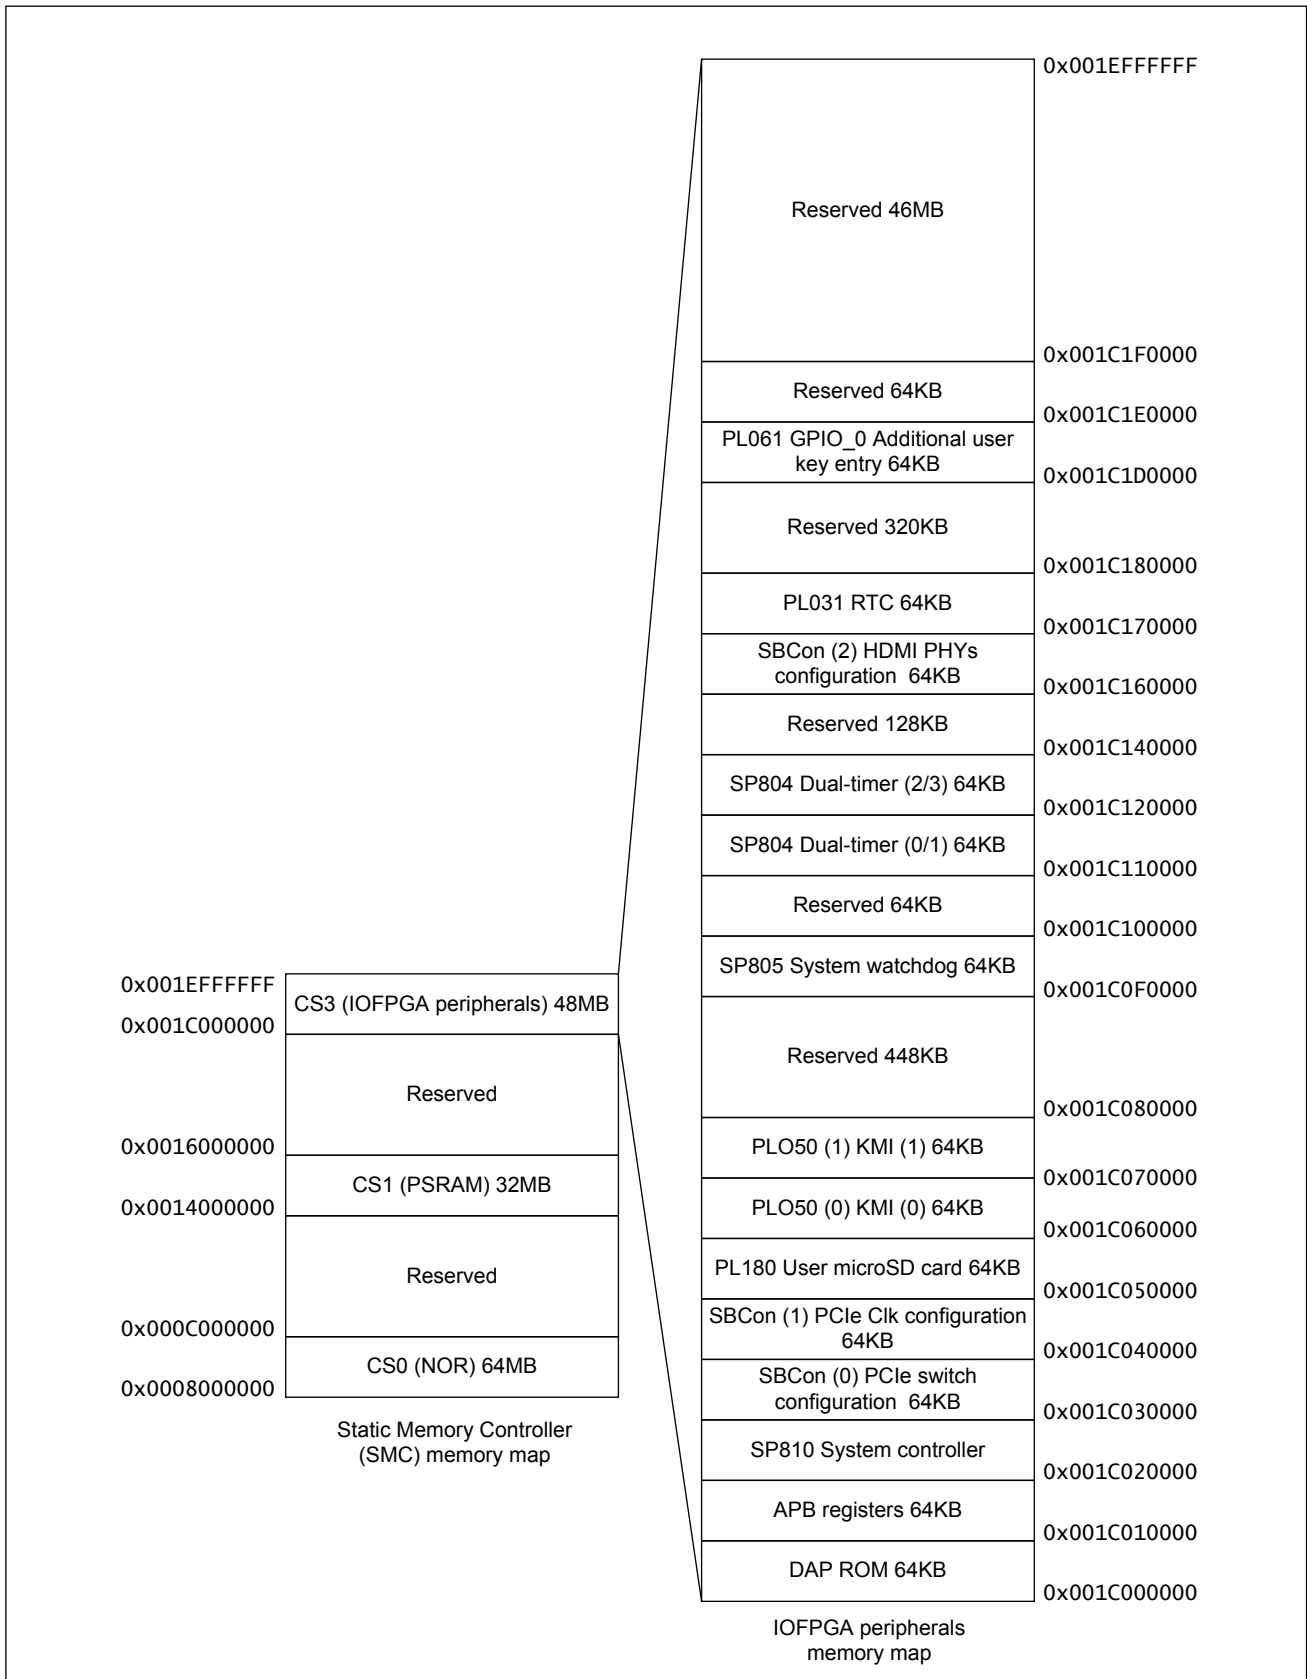 0x001EFFFFFF
Reserved 46MB
0x001C1F0000
Reserved 64KB
0x001C1E0000
PL061 GPIO_0 Additional user
key entry 64KB
0x001C1D0000
Reserved 320KB
0x001C180000
PL031 RTC 64KB
0x001C170000
SBCon (2) HDMI PHYs
configuration 64KB
0x001C160000
Reserved 128KB
0x001C140000
SP804 Dual-timer (2/3) 64KB
0x001C120000
SP804 Dual-timer (0/1) 64KB
0x001C110000
Reserved 64KB
0x001C100000
SP805 System watchdog 64KB
0x001C0F0000
Reserved 448KB
0x001C080000
PLO50 (1) KMI (1) 64KB
0x001C070000
PLO50 (0) KMI (0) 64KB
0x001C060000
PL180 User microSD card 64KB
0x001C050000
SBCon (1) PCIe Clk configuration
64KB
0x001C040000
SBCon (0) PCIe switch
configuration 64KB
0x001C030000
SP810 System controller
0x001C020000
APB registers 64KB
0x001C010000
DAP ROM 64KB
0x001C000000
IOFPGA peripherals
memory map
0x001EFFFFFF
CS3 (IOFPGA peripherals) 48MB
0x001C000000
Reserved
0x0016000000
CS1 (PSRAM) 32MB
0x0014000000
Reserved
0x000C000000
CS0 (NOR) 64MB
0x0008000000
Static Memory Controller
(SMC) memory map